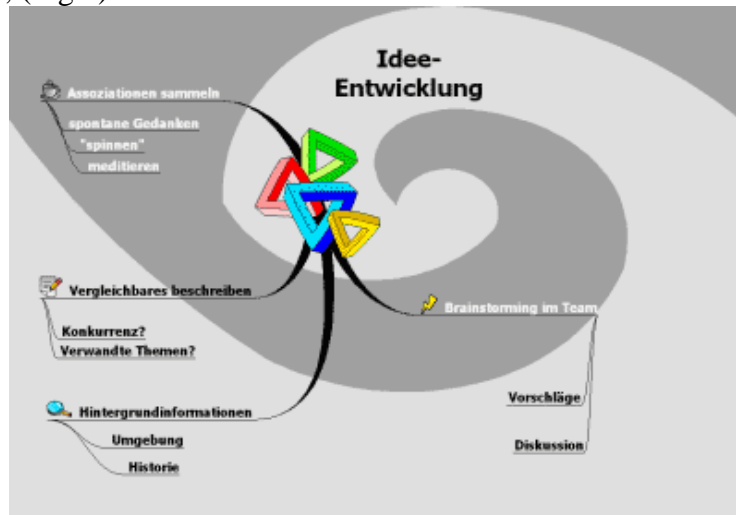 Idee-
Entwicklung
Assoziationen sammeln
spontane Gedanken
"spinnen"
meditieren
Vergleichbares beschreiben
Konkurrenz?
Verwandte Themen?
Hintergrundinformationen
Umgebung
Historie
Brainstorming im Team
Vorschläge
Diskussion